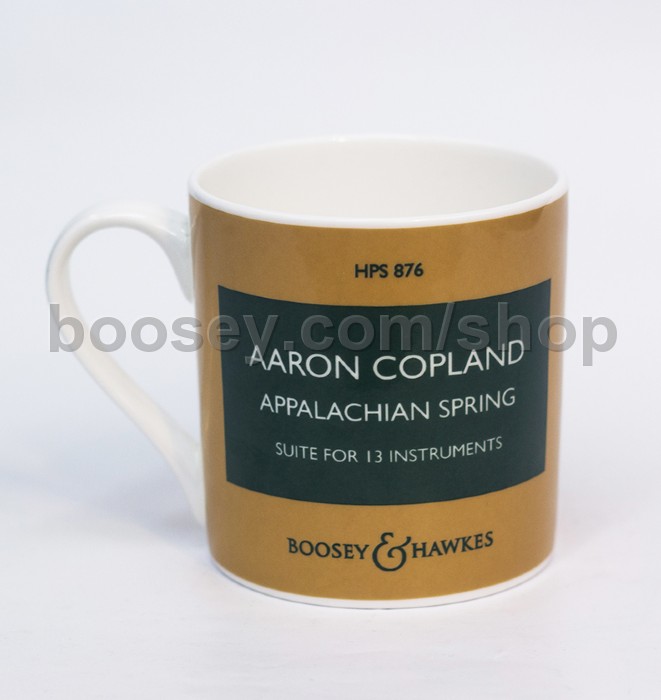 HPS 876
boosey.com/shop
AARON COPLAND
APPALACHIAN SPRING
SUITE FOR 13 INSTRUMENTS
BOOSEY & HAWKES